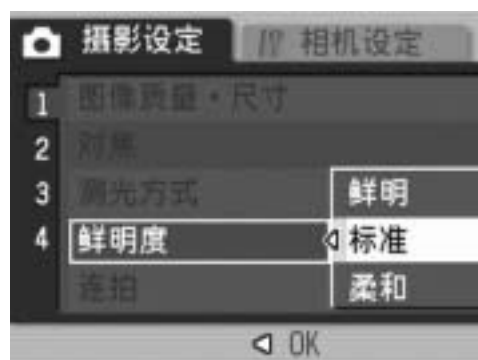 摄影设定 相机设定
1 图像质量·尺寸
2 对焦
3 测光方式 鲜明
4 鲜明度 标准
连拍 柔和
OK